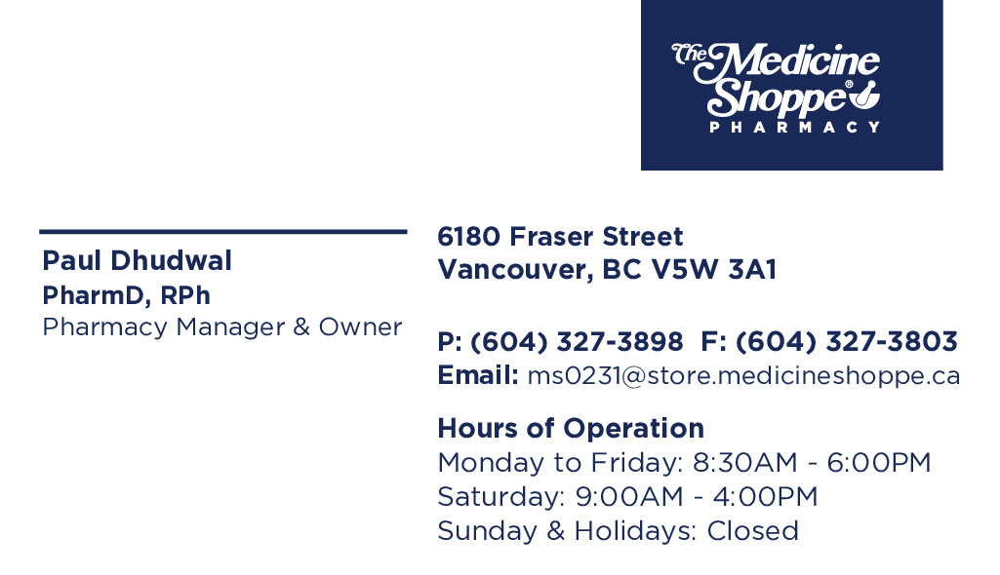 The Medicine
Shoppe®
PHARMACY
Paul Dhudwal
PharmD, RPh
Pharmacy Manager & Owner
6180 Fraser Street
Vancouver, BC V5W 3A1
P: (604) 327-3898 F: (604) 327-3803
Email: ms0231@store.medicineshoppe.ca
Hours of Operation
Monday to Friday: 8:30AM - 6:00PM
Saturday: 9:00AM - 4:00PM
Sunday & Holidays: Closed